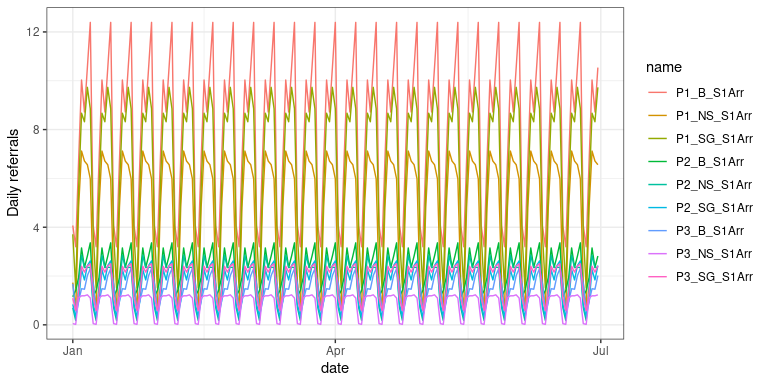 12
8
4
0
Daily referrals
Jan
Apr
Jul
date
name
P1_B_S1Arr
P1_NS_S1Arr
P1_SG_S1Arr
P2_B_S1Arr
P2_NS_S1Arr
P2_SG_S1Arr
P3_B_S1Arr
P3_NS_S1Arr
P3_SG_S1Arr